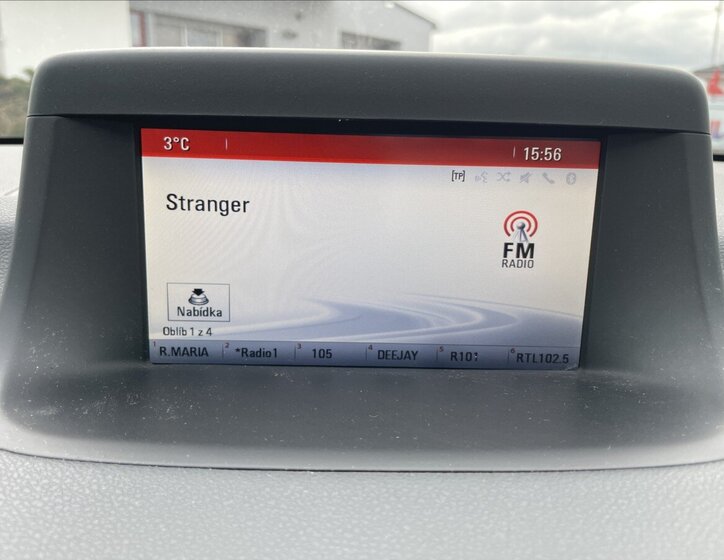 3°C
15:56
[TP]
Stranger
FM
RADIO
Nabídka
Oblíb 1 z 4
1 R.MARIA 2 *Radio1 3 105 4 DEEJAY 5 R101 6 RTL102.5